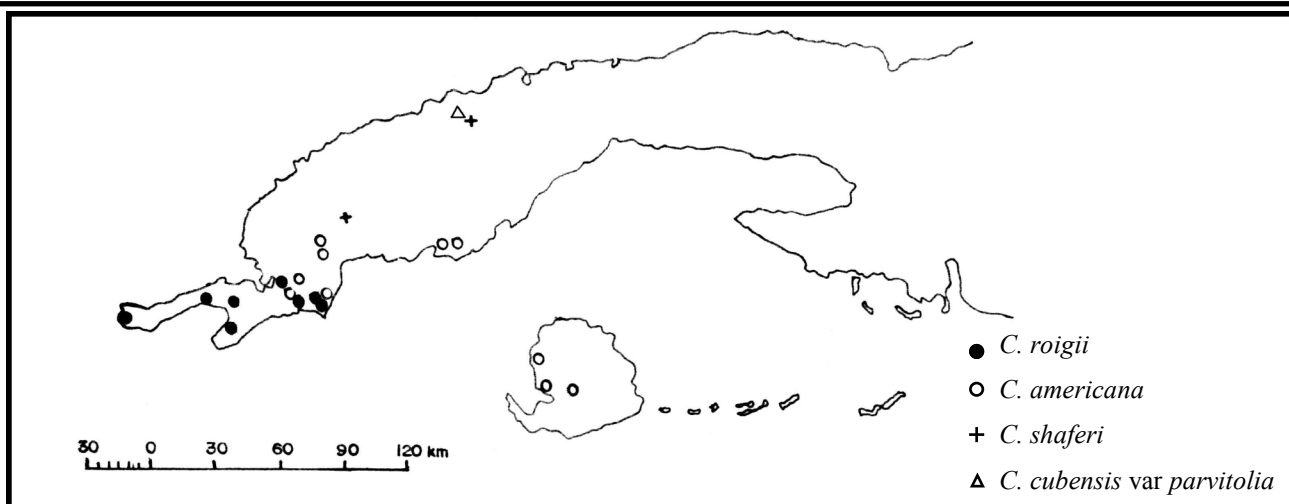 C. roigii
C. americana
C. shaferi
C. cubensis var parvitolia
30 0 30 60 90 120 km